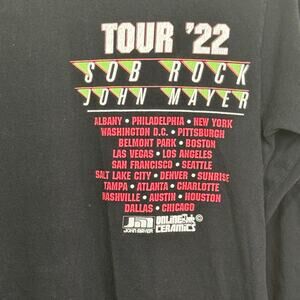 TOUR '22
SOB ROCK
JOHN MAYER
ALBANY • PHILADELPHIA • NEW YORK
WASHINGTON D.C. • PITTSBURGH
BELMONT PARK • BOSTON
LAS VEGAS • LOS ANGELES
SAN FRANCISCO • SEATTLE
SALT LAKE CITY • DENVER • SUNRISE
TAMPA • ATLANTA • CHARLOTTE
NASHVILLE • AUSTIN • HOUSTON
DALLAS • CHICAGO
JM
JOHN MAYER
ONLINE
CERAMICS
©